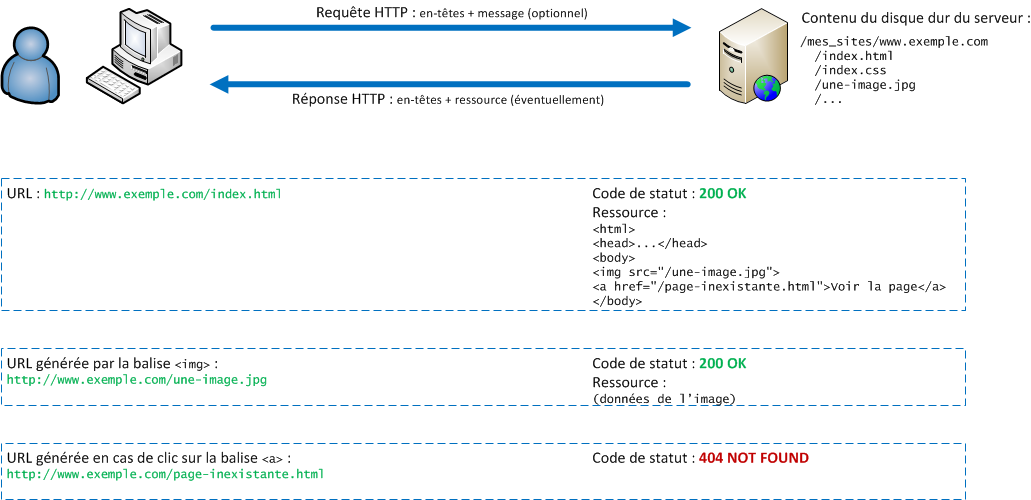 Requête HTTP : en-têtes + message (optionnel)
Réponse HTTP : en-têtes + ressource (éventuellement)
Contenu du disque dur du serveur :
/mes_sites/www.exemple.com
/index.html
/index.css
/une-image.jpg
/...
URL : http://www.exemple.com/index.html
Code de statut : 200 OK
Ressource :
<html>
<head>...</head>
<body>
<img src="/une-image.jpg">
<a href="/page-inexistante.html">Voir la page</a>
</body>
URL générée par la balise <img> :
http://www.exemple.com/une-image.jpg
Code de statut : 200 OK
Ressource :
(données de l'image)
URL générée en cas de clic sur la balise <a> :
http://www.exemple.com/page-inexistante.html
Code de statut : 404 NOT FOUND